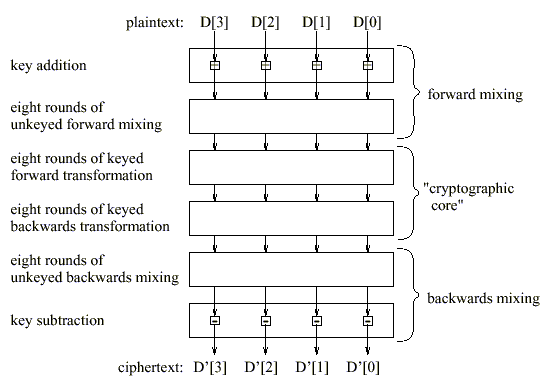 plaintext: D[3] D[2] D[1] D[0]
key addition
forward mixing
eight rounds of
unkeyed forward mixing
eight rounds of keyed
forward transformation
"cryptographic
core"
eight rounds of keyed
backwards transformation
eight rounds of
unkeyed backwards mixing
backwards mixing
key subtraction
ciphertext: D'[3] D'[2] D'[1] D'[0]